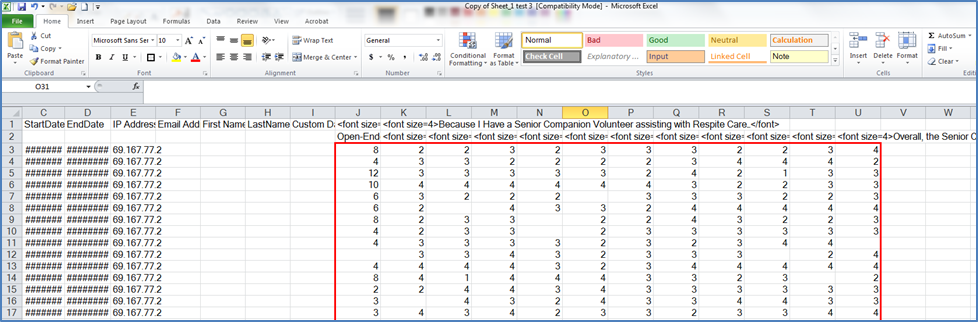 Copy of Sheet_1 test 3 [Compatibility Mode] - Microsoft Excel
File Home Insert Page Layout Formulas Data Review View Acrobat
Cut Microsoft Sans Ser 10 Wrap Text General Normal Bad Good Neutral Calculation AutoSum
Copy Fill
Paste Format Painter Merge & Center Conditional Formatting Format as Table Check Cell Explanatory ... Input Linked Cell Note Insert Delete Format Clear
Clipboard Font Alignment Number Styles Cells
O31
C D E F G H I J K L M N O P Q R S T U V W X
1 StartDate EndDate IP Address Email Add First Name LastName Custom D <font size= <font size=4>Because I Have a Senior Companion Volunteer assisting with Respite Care.</font>
2 Open-End <font size= <font size= <font size= <font size= <font size= <font size= <font size= <font size= <font size= <font size= <font size=4>Overall, the Senior C
3 ####### ######## 69.167.77.2 8 2 2 3 2 3 3 3 2 2 3 4
4 ####### ######## 69.167.77.2 4 3 3 2 2 2 2 3 4 4 4 2
5 ####### ######## 69.167.77.2 12 3 3 3 3 3 2 4 2 1 3 3
6 ####### ######## 69.167.77.2 10 4 4 4 4 4 4 3 2 2 3 3
7 ####### ######## 69.167.77.2 6 3 2 2 2 3 3 3 2 2 3
8 ####### ######## 69.167.77.2 6 2 4 3 3 2 4 4 4 4 4
9 ####### ######## 69.167.77.2 8 2 3 3 2 2 4 3 2 2 3
10 ####### ######## 69.167.77.2 4 2 3 3 2 2 2 3 3 3 3
11 ####### ######## 69.167.77.2 4 3 3 3 2 3 2 3 4 4
12 ####### ######## 69.167.77.2 3 3 4 3 2 3 3 3 2 4
13 ####### ######## 69.167.77.2 4 4 4 4 3 2 3 4 4 4 4 4
14 ####### ######## 69.167.77.2 8 4 1 4 4 4 3 3 2 3 2
15 ####### ######## 69.167.77.2 2 2 4 4 3 4 3 3 3 3 3 3
16 ####### ######## 69.167.77.2 3 4 3 2 4 3 3 4 4 3 3
17 ####### ######## 69.167.77.2 3 4 3 4 2 3 3 2 3 3 4 3